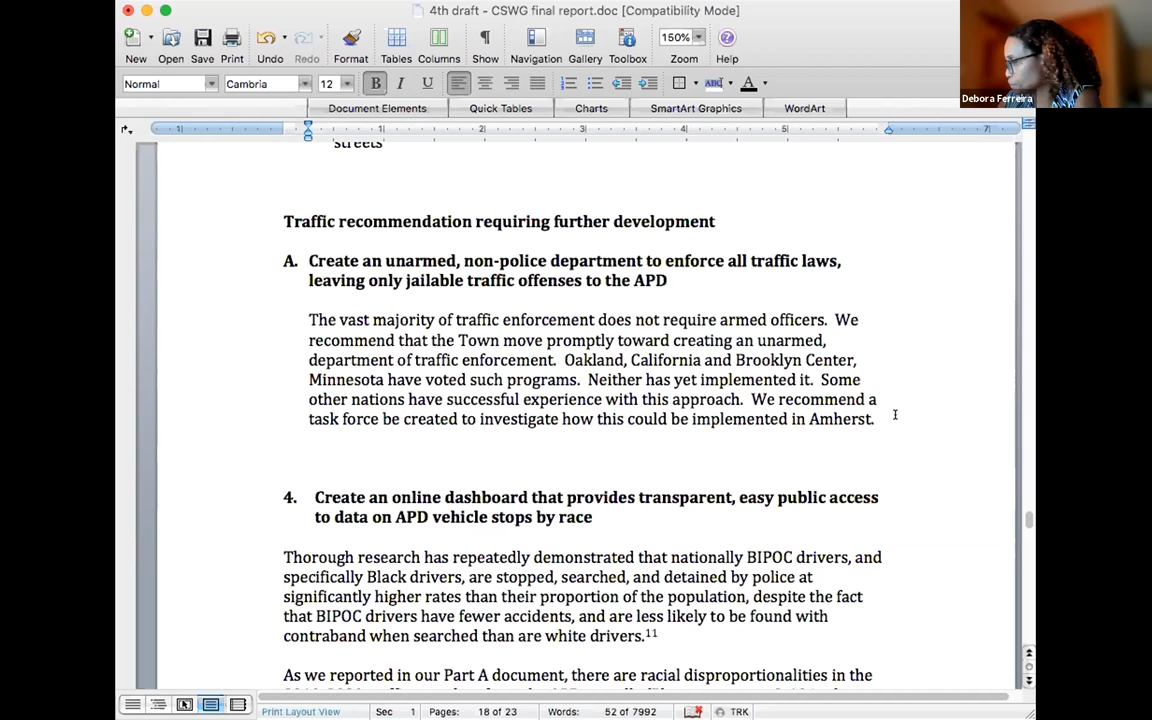 4th draft - CSWG final report.doc [Compatibility Mode]
New Open Save Print Undo Redo Format Tables Columns Show Navigation Gallery Toolbox Zoom Help
150%
Normal Cambria 12 B I U ABC A
Debora Ferreira
Document Elements Quick Tables Charts SmartArt Graphics WordArt
1 1 2 3 4 5 7
streets
Traffic recommendation requiring further development
A. Create an unarmed, non-police department to enforce all traffic laws,
leaving only jailable traffic offenses to the APD
The vast majority of traffic enforcement does not require armed officers. We
recommend that the Town move promptly toward creating an unarmed,
department of traffic enforcement. Oakland, California and Brooklyn Center,
Minnesota have voted such programs. Neither has yet implemented it. Some
other nations have successful experience with this approach. We recommend a
task force be created to investigate how this could be implemented in Amherst.
4. Create an online dashboard that provides transparent, easy public access
to data on APD vehicle stops by race
Thorough research has repeatedly demonstrated that nationally BIPOC drivers, and
specifically Black drivers, are stopped, searched, and detained by police at
significantly higher rates than their proportion of the population, despite the fact
that BIPOC drivers have fewer accidents, and are less likely to be found with
contraband when searched than are white drivers.11
As we reported in our Part A document, there are racial disproportionalities in the
Print Layout View Sec 1 Pages: 18 of 23 Words: 52 of 7992 TRK